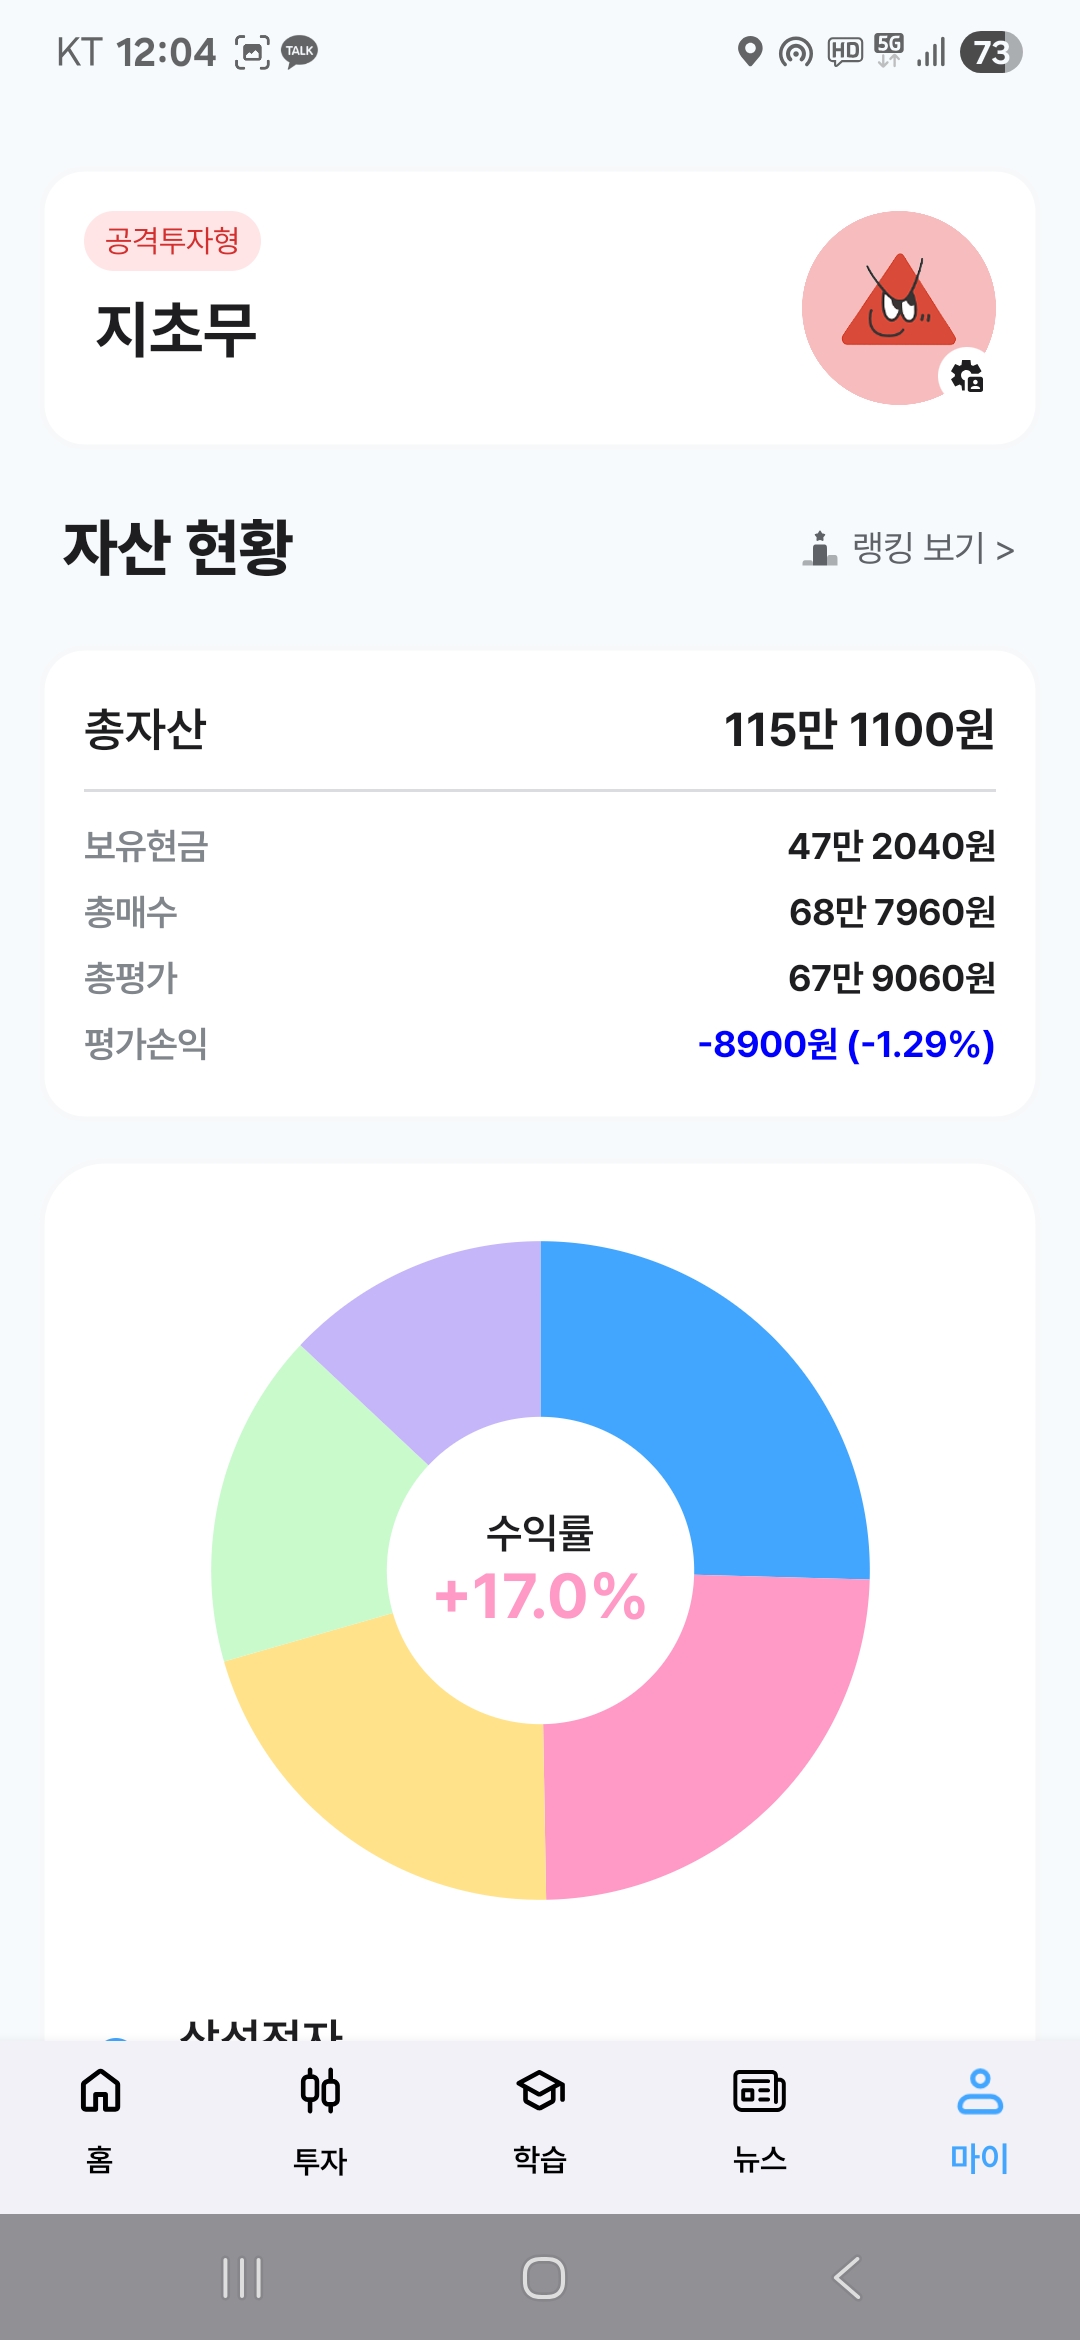 KT 12:04 TALK HD 5G 73
공격투자형
지초무
자산 현황
랭킹 보기 >
총자산 115만 1100원
보유현금 47만 2040원
총매수 68만 7960원
총평가 67만 9060원
평가손익 -8900원 (-1.29%)
수익률
+17.0%
삼성전자
홈 투자 학습 뉴스 마이